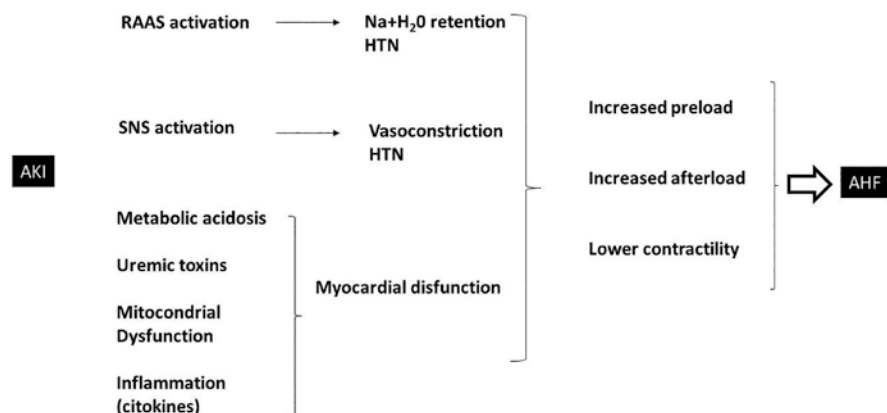 RAAS activation
Na+H₂0 retention
HTN
SNS activation
Vasoconstriction
HTN
AKI
Metabolic acidosis
Uremic toxins
Mitocondrial
Dysfunction
Inflammation
(citokines)
Myocardial disfunction
Increased preload
Increased afterload
Lower contractility
AHF